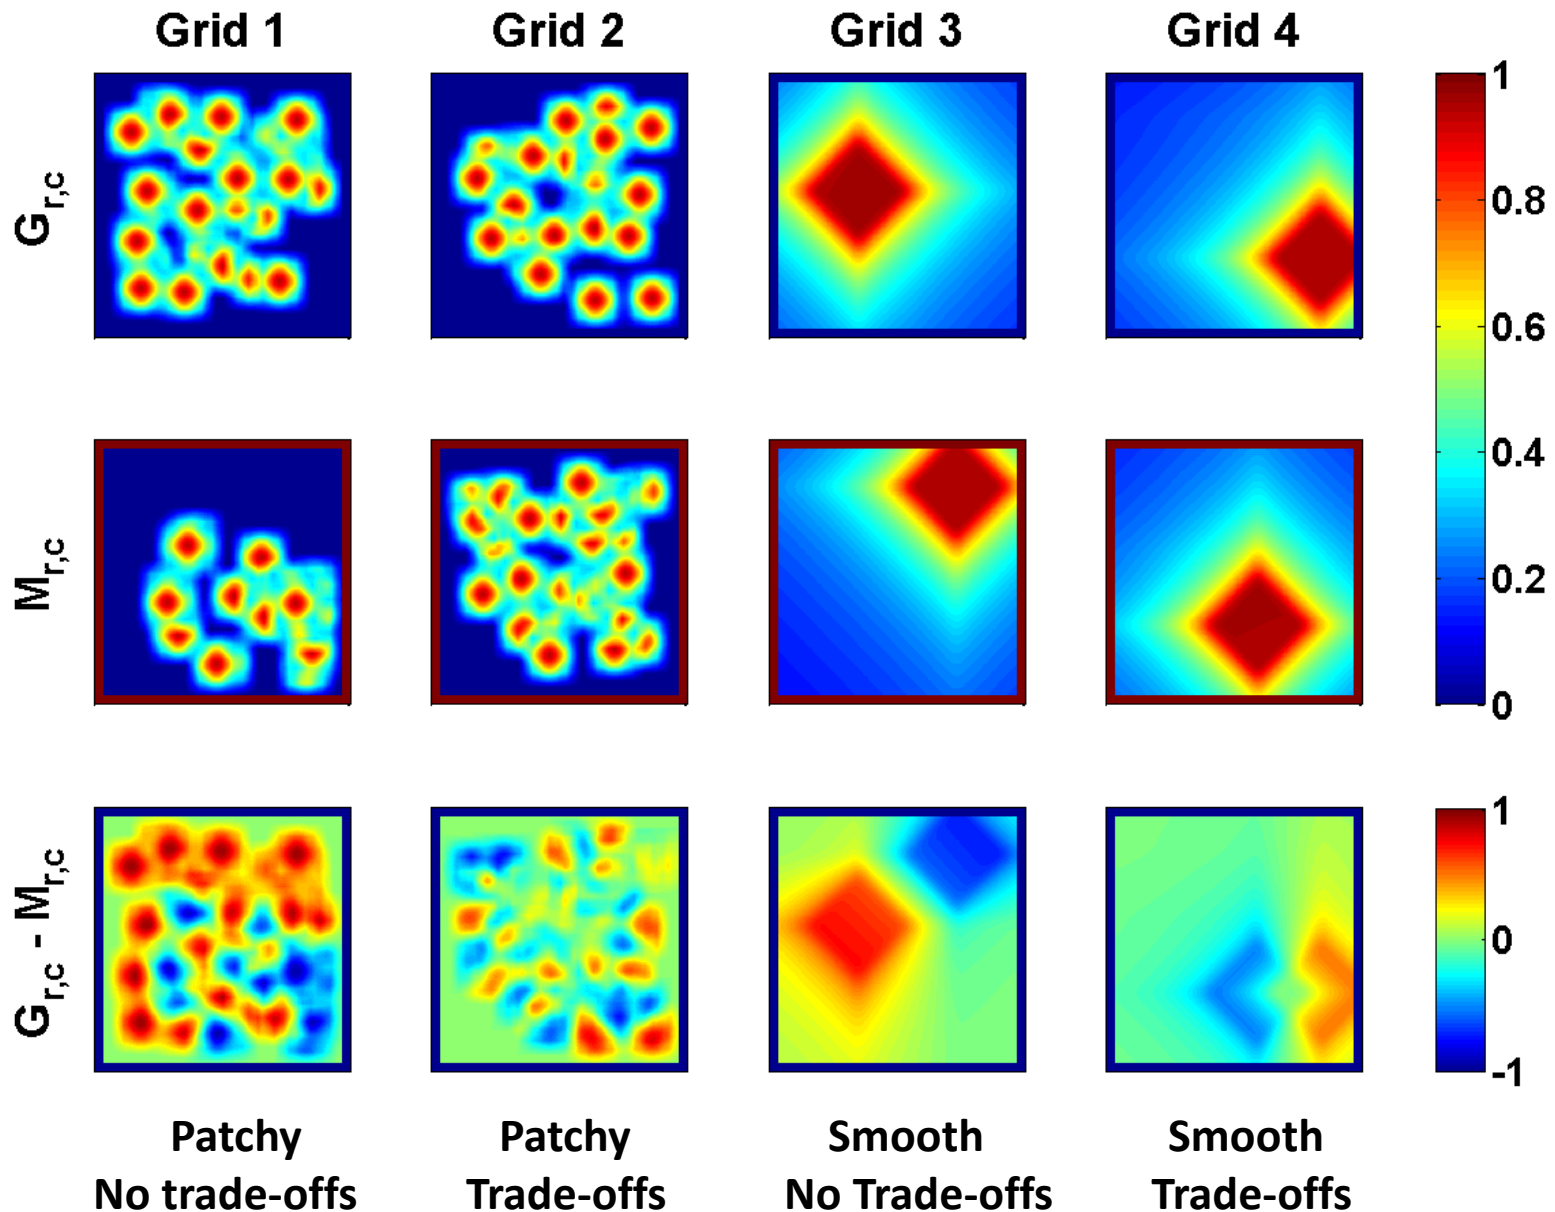 Grid 1 Grid 2 Grid 3 Grid 4
G r,c
1
0.8
0.6
0.4
0.2
0
M r,c
G r,c - M r,c
1
0
-1
Patchy Patchy Smooth Smooth
No trade-offs Trade-offs No Trade-offs Trade-offs